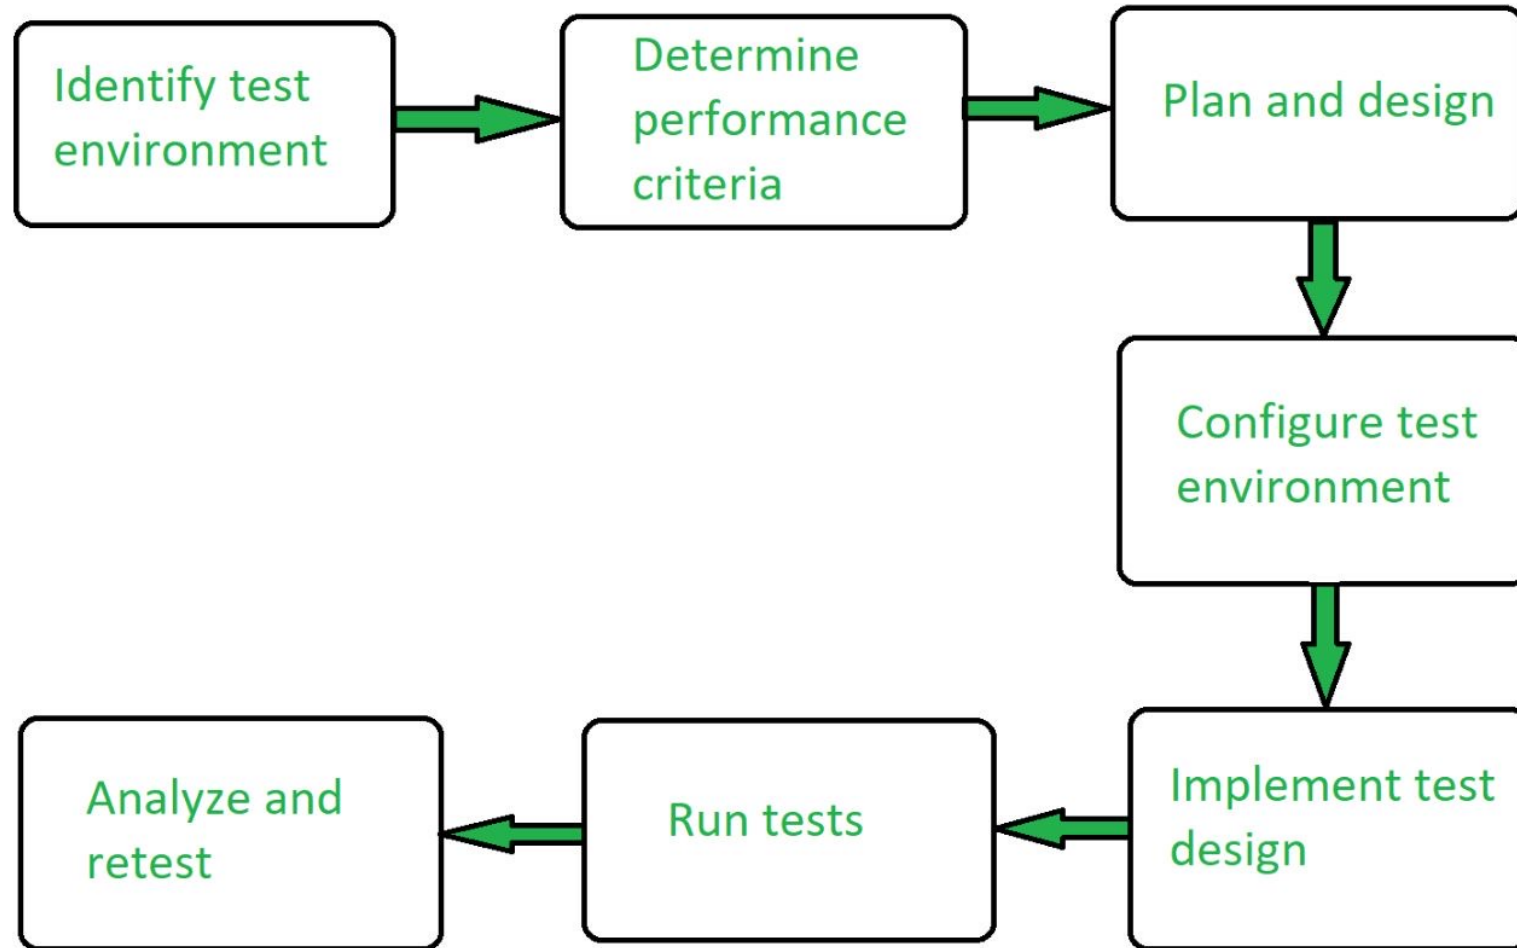 Identify test
environment
Determine
performance
criteria
Plan and design
Configure test
environment
Implement test
design
Run tests
Analyze and
retest